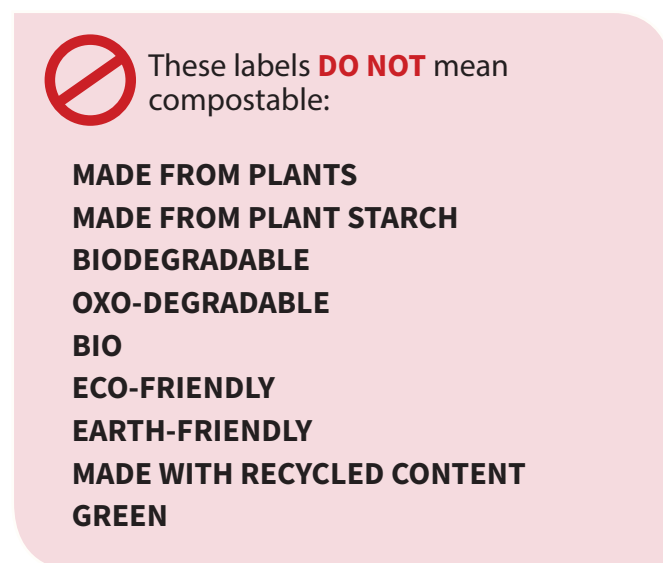 These labels DO NOT mean
compostable:
MADE FROM PLANTS
MADE FROM PLANT STARCH
BIODEGRADABLE
OXO-DEGRADABLE
BIO
ECO-FRIENDLY
EARTH-FRIENDLY
MADE WITH RECYCLED CONTENT
GREEN